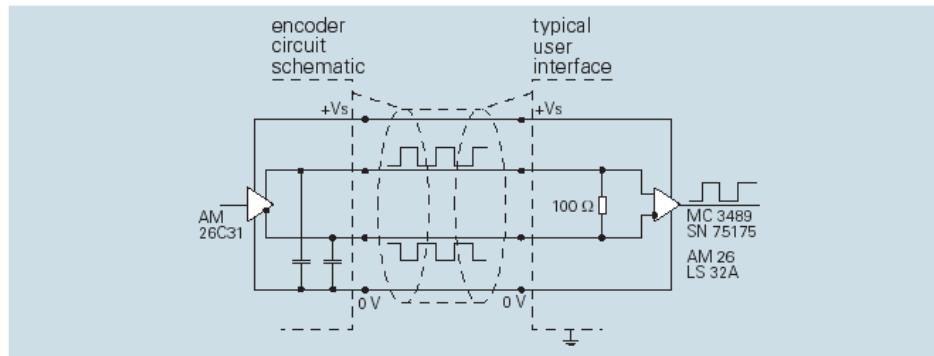 encoder
circuit
schematic
typical
user
interface
+Vs
+Vs
AM
26C31
100 Ω
MC 3489
SN 75175
AM 26
LS 32A
0 V
0 V